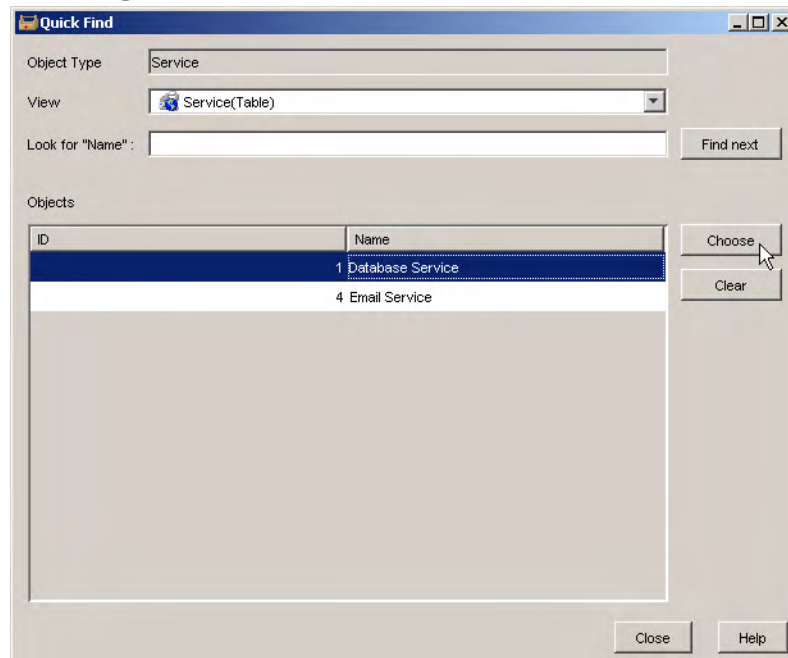 Quick Find
Object Type Service
View Service(Table)
Look for "Name" : Find next
Objects
ID Name Choose
1 Database Service
Clear
4 Email Service
Close Help